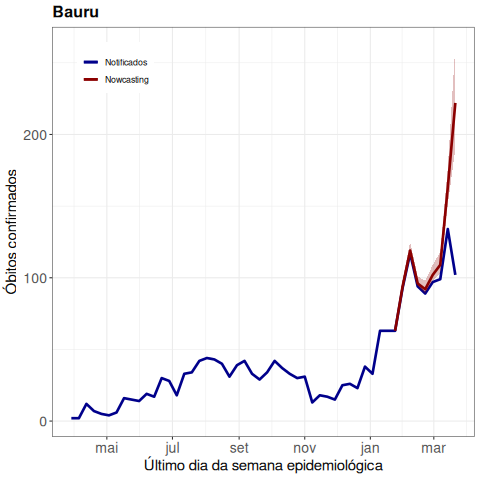 Bauru
Notificados
Nowcasting
Óbitos confirmados
200
100
0
mai jul set nov jan mar
Último dia da semana epidemiológica